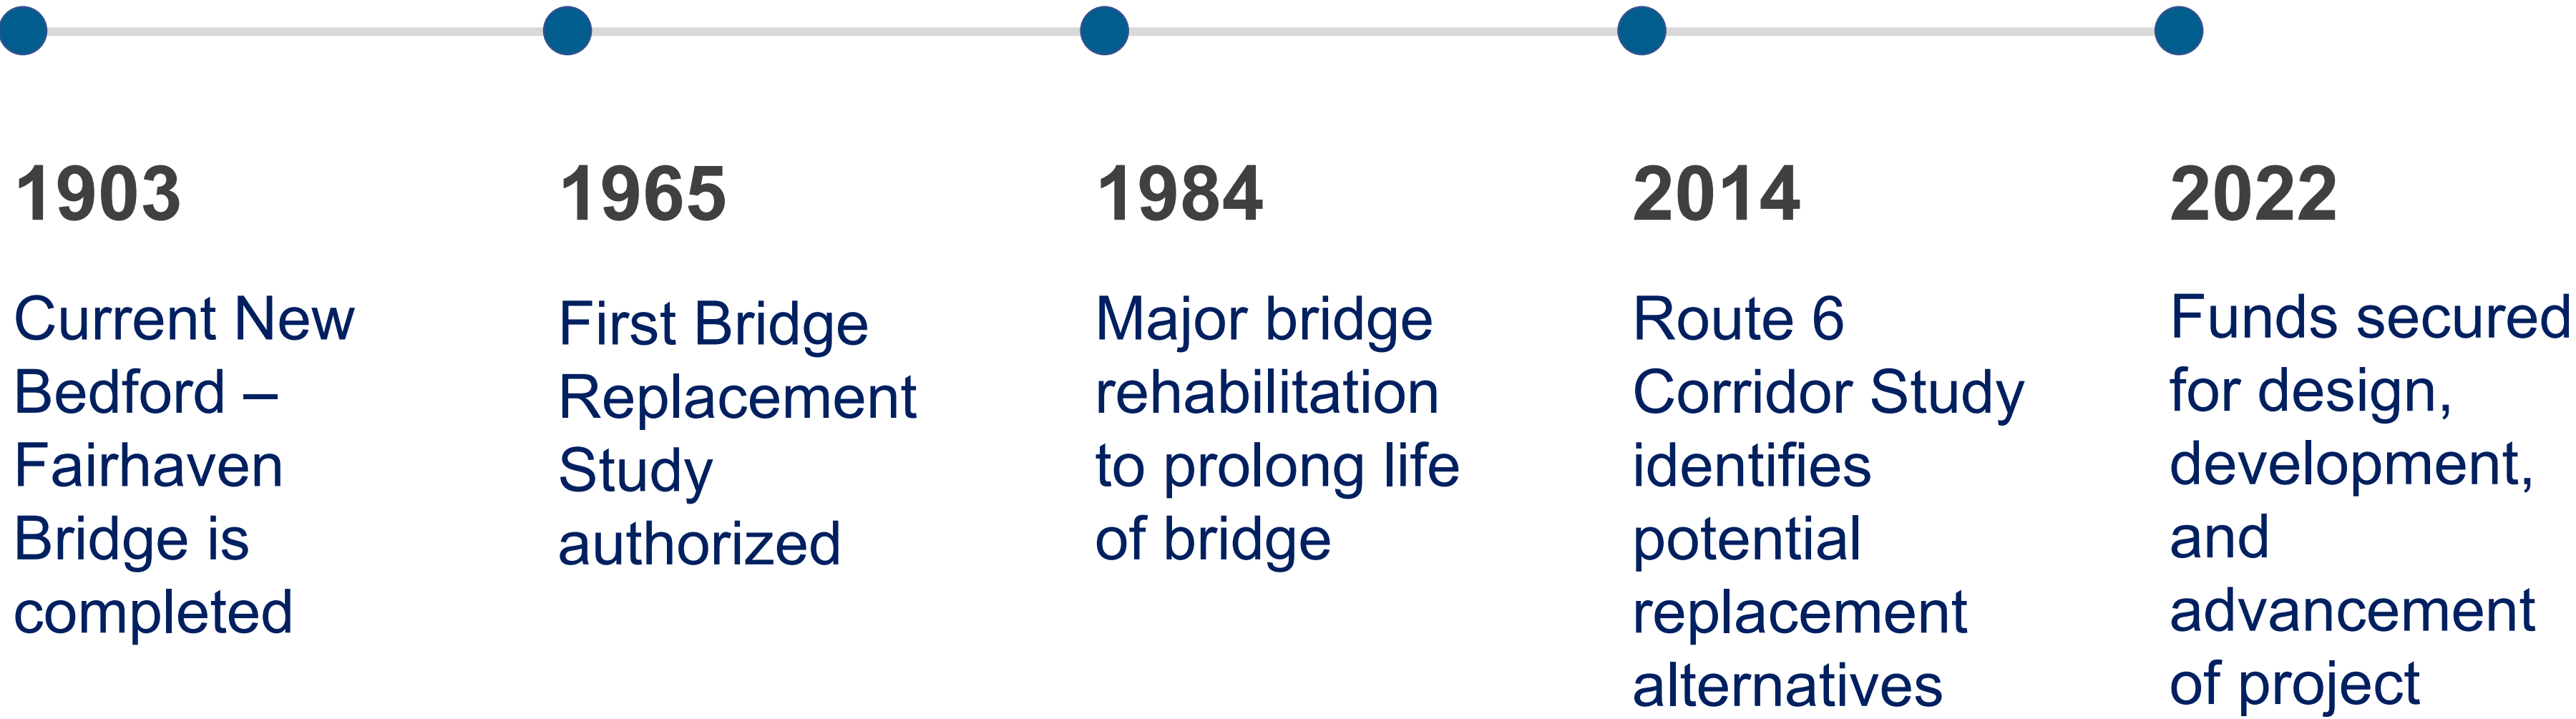 1903
Current New
Bedford –
Fairhaven
Bridge is
completed
1965
First Bridge
Replacement
Study
authorized
1984
Major bridge
rehabilitation
to prolong life
of bridge
2014
Route 6
Corridor Study
identifies
potential
replacement
alternatives
2022
Funds secured
for design,
development,
and
advancement
of project